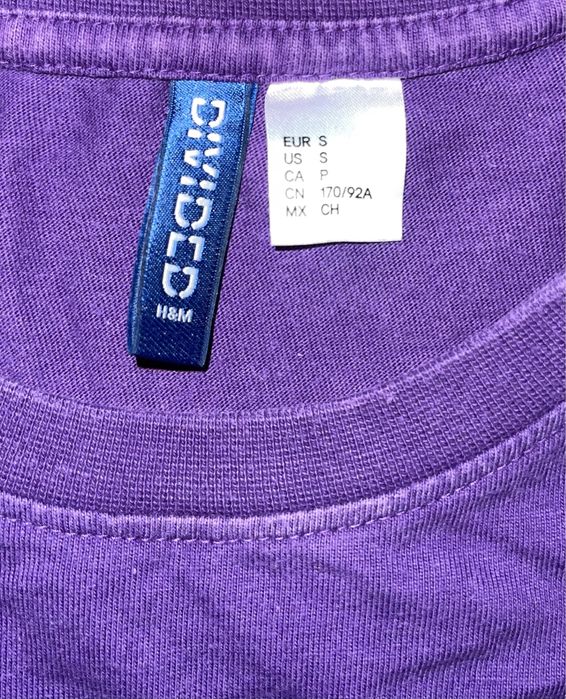 DIVIDED
H&M
EUR S
US S
CA P
CN 170/92A
MX CH